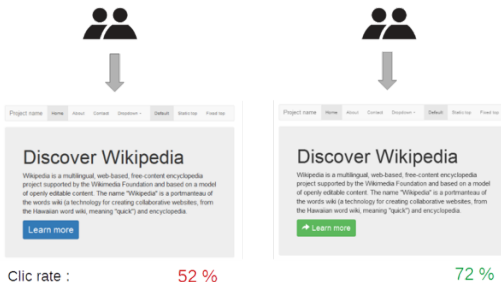 Project name Home About Contact Dropdown Default Static top Fixed top
Discover Wikipedia
Wikipedia is a multilingual, web-based, free-content encyclopedia
project supported by the Wikimedia Foundation and based on a model
of openly editable content. The name "Wikipedia" is a portmanteau of
the words wiki (a technology for creating collaborative websites, from
the Hawaiian word wiki, meaning "quick") and encyclopedia.
Learn more
Project name Home About Contact Dropdown Default Static top Fixed top
Discover Wikipedia
Wikipedia is a multilingual, web-based, free-content encyclopedia
project supported by the Wikimedia Foundation and based on a model
of openly editable content. The name "Wikipedia" is a portmanteau of
the words wiki (a technology for creating collaborative websites, from
the Hawaiian word wiki, meaning "quick") and encyclopedia.
Learn more
Clic rate : 52 % 72 %